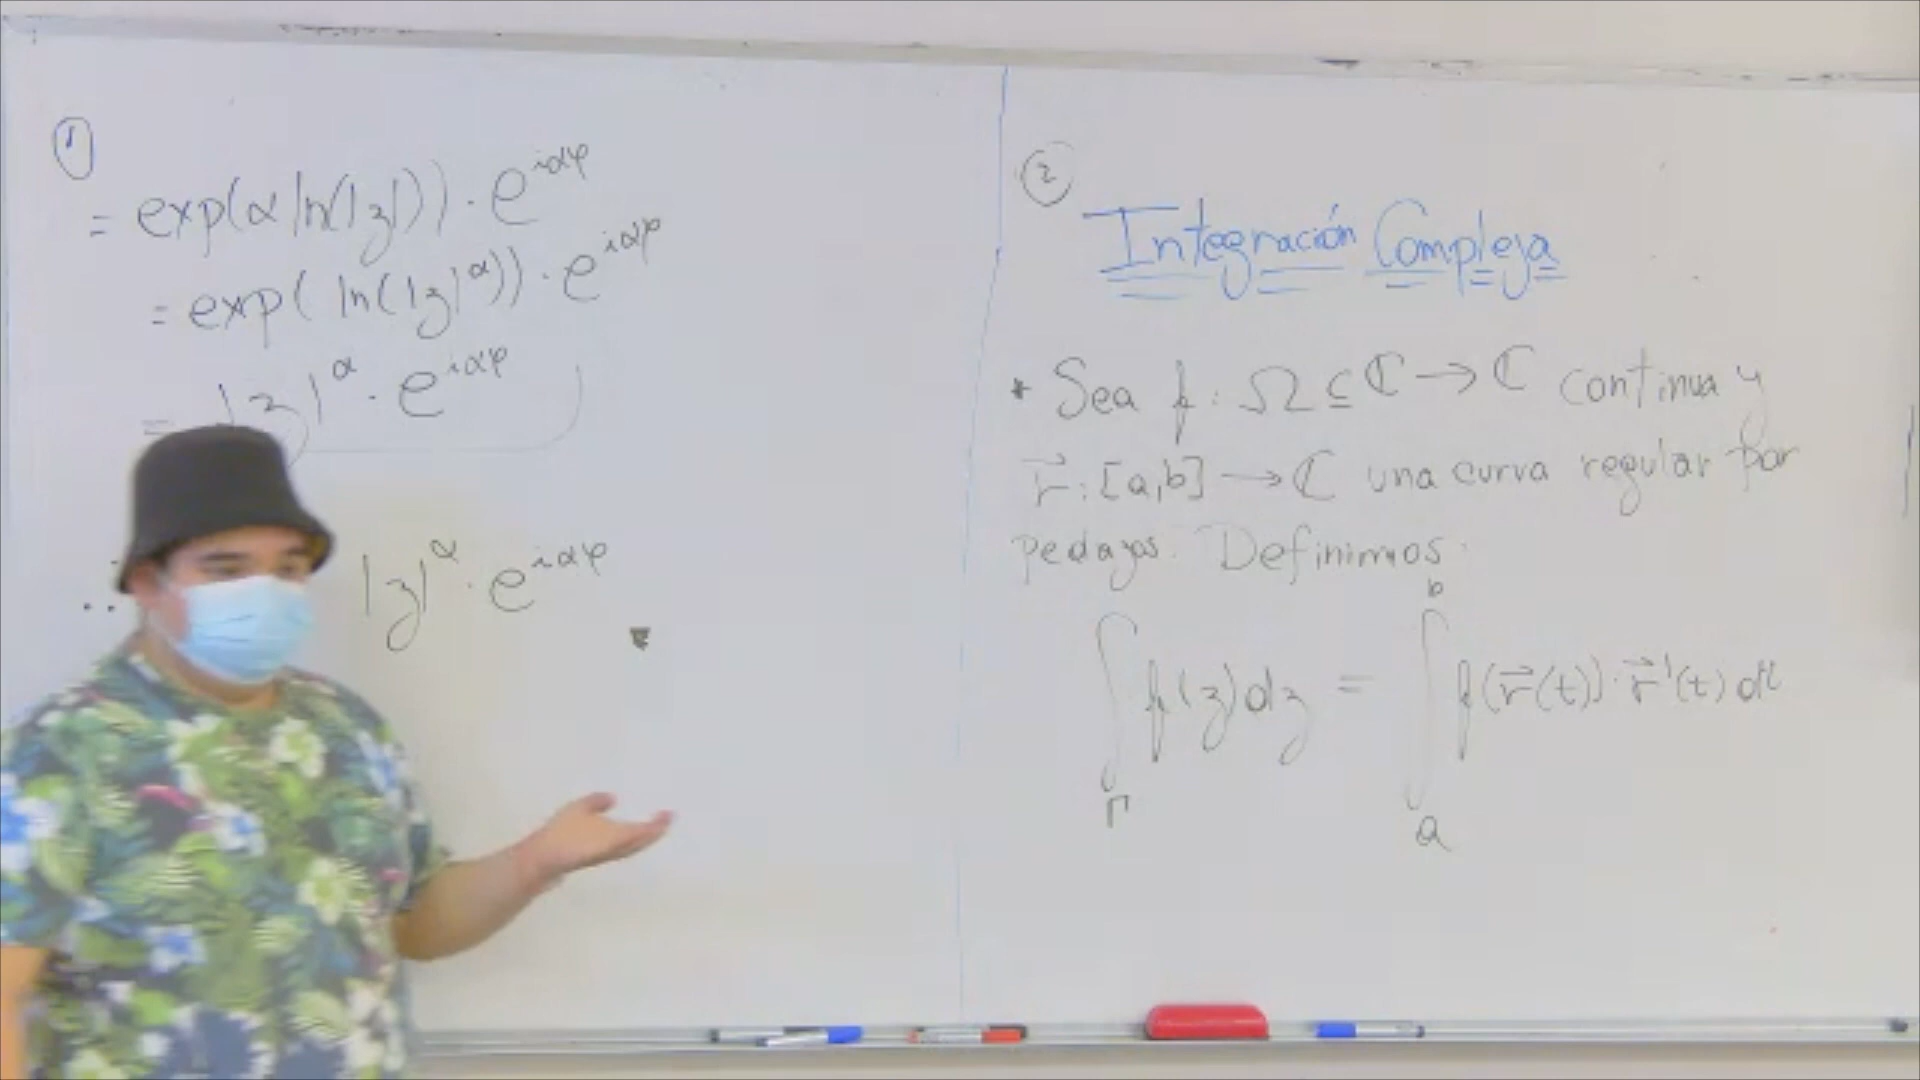 ①
= exp(α ln(|z|)) · e^{iαφ}
= exp( ln(|z|^α)) · e^{iαφ}
= |z|^α · e^{iαφ}
|z|^α · e^{iαφ}
②
Integración Compleja
* Sea f: Ω ⊆ ℂ → ℂ continua y
r⃗: [a,b] → ℂ una curva regular por
pedazos. Definimos:
∫_Γ f(z)dz = ∫_a^b f(r⃗(t)) · r⃗'(t) dt